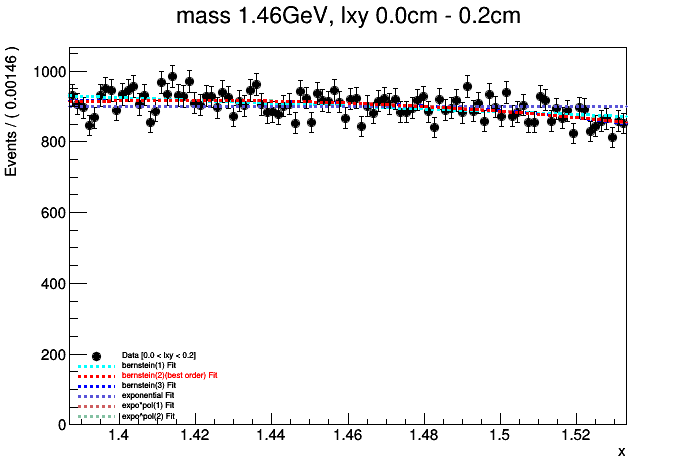 mass 1.46GeV, lxy 0.0cm - 0.2cm
Events / ( 0.00146 )
1000
800
600
400
200
0
Data [0.0 < lxy < 0.2]
bernstein(1) Fit
bernstein(2)(best order) Fit
bernstein(3) Fit
exponential Fit
expo*pol(1) Fit
expo*pol(2) Fit
1.4 1.42 1.44 1.46 1.48 1.5 1.52
x